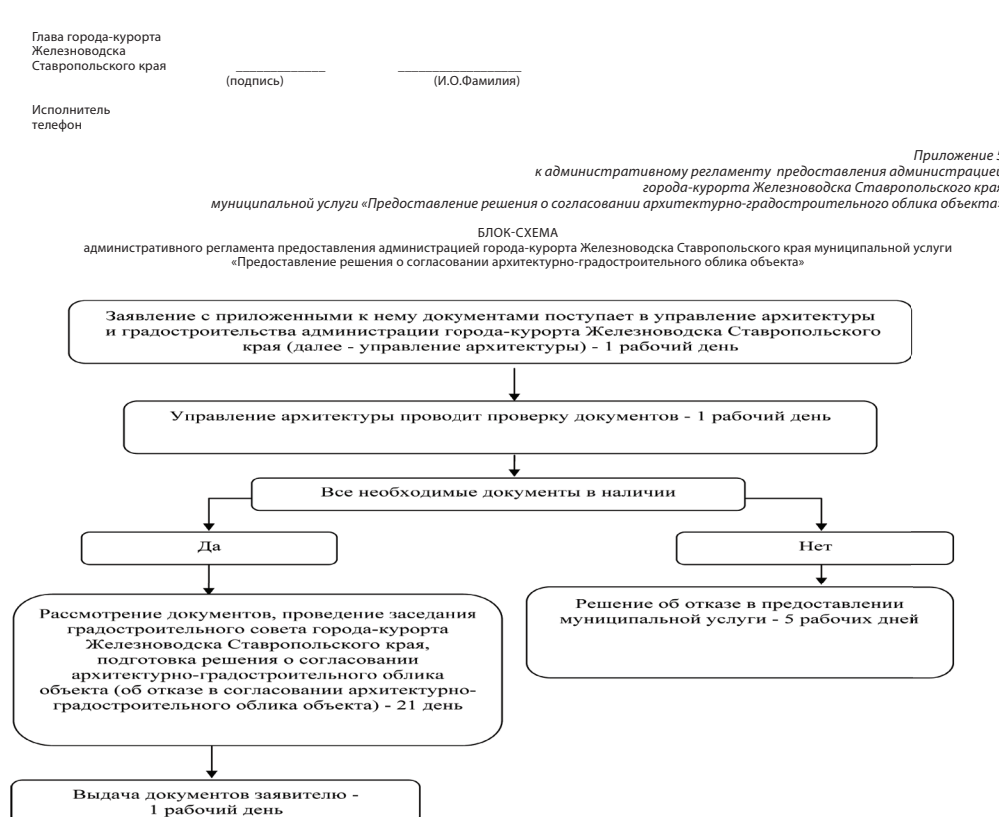 Глава города-курорта
Железноводска
Ставропольского края _____________ __________________
(подпись) (И.О.Фамилия)
Исполнитель
телефон
Приложение 5
к административному регламенту предоставления администрацией
города-курорта Железноводска Ставропольского края
муниципальной услуги «Предоставление решения о согласовании архитектурно-градостроительного облика объекта»
БЛОК-СХЕМА
административного регламента предоставления администрацией города-курорта Железноводска Ставропольского края муниципальной услуги
«Предоставление решения о согласовании архитектурно-градостроительного облика объекта»
Заявление с приложенными к нему документами поступает в управление архитектуры
и градостроительства администрации города-курорта Железноводска Ставропольского
края (далее - управление архитектуры) - 1 рабочий день
Управление архитектуры проводит проверку документов - 1 рабочий день
Все необходимые документы в наличии
Да
Нет
Рассмотрение документов, проведение заседания
градостроительного совета города-курорта
Железноводска Ставропольского края,
подготовка решения о согласовании
архитектурно-градостроительного облика
объекта (об отказе в согласовании архитектурно-
градостроительного облика объекта) - 21 день
Решение об отказе в предоставлении
муниципальной услуги - 5 рабочих дней
Выдача документов заявителю -
1 рабочий день